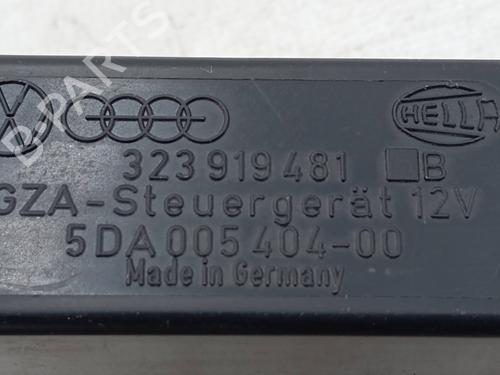 HELLA
323 919 481 B
GZA-Steuergerät 12V
5DA 005 404-00
Made in Germany